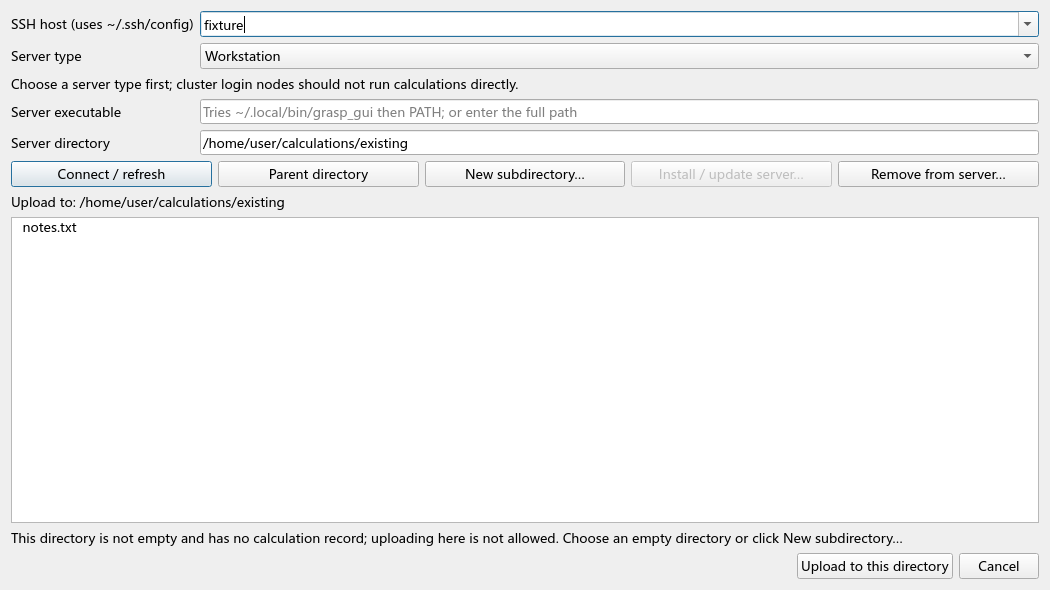 SSH host (uses ~/.ssh/config) fixture
Server type Workstation
Choose a server type first; cluster login nodes should not run calculations directly.
Server executable Tries ~/.local/bin/grasp_gui then PATH; or enter the full path
Server directory /home/user/calculations/existing
Connect / refresh Parent directory New subdirectory... Install / update server... Remove from server...
Upload to: /home/user/calculations/existing
notes.txt
This directory is not empty and has no calculation record; uploading here is not allowed. Choose an empty directory or click New subdirectory...
Upload to this directory Cancel